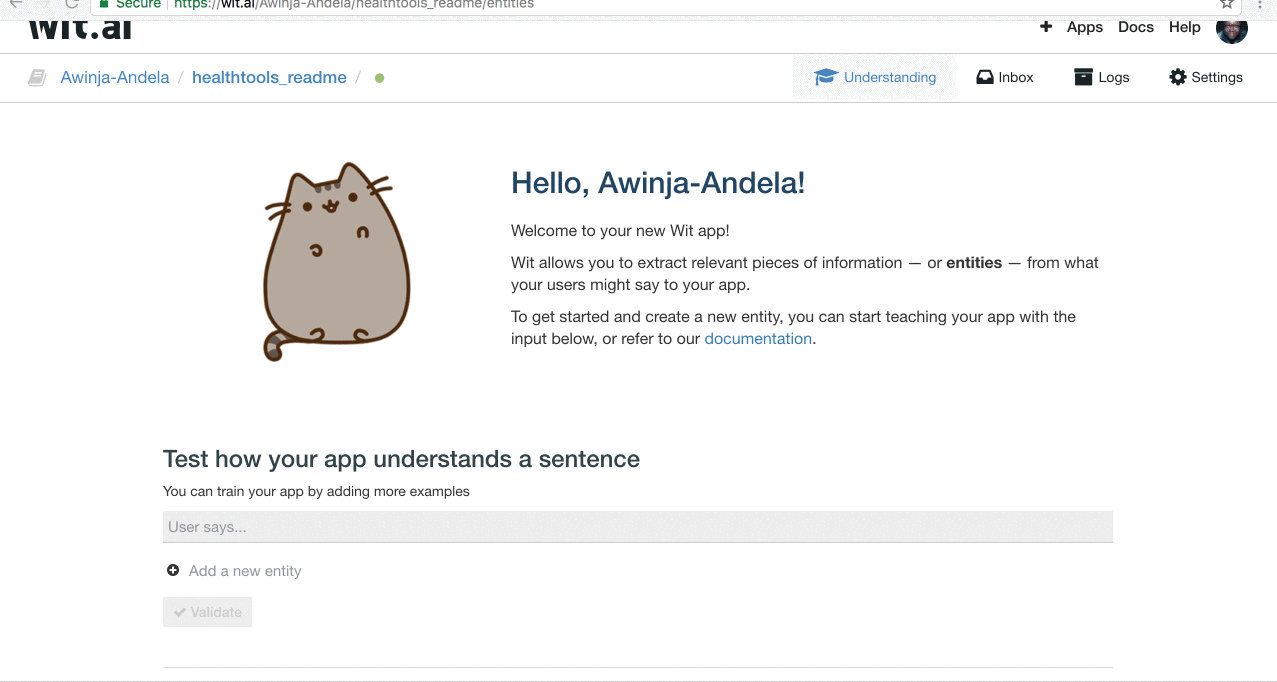 Secure https://wit.ai/Awinja-Andela/healthtools_readme/entities
wit.ai
Apps Docs Help
Awinja-Andela / healthtools_readme /
Understanding Inbox Logs Settings
Hello, Awinja-Andela!
Welcome to your new Wit app!
Wit allows you to extract relevant pieces of information — or entities — from what
your users might say to your app.
To get started and create a new entity, you can start teaching your app with the
input below, or refer to our documentation.
Test how your app understands a sentence
You can train your app by adding more examples
User says...
Add a new entity
Validate